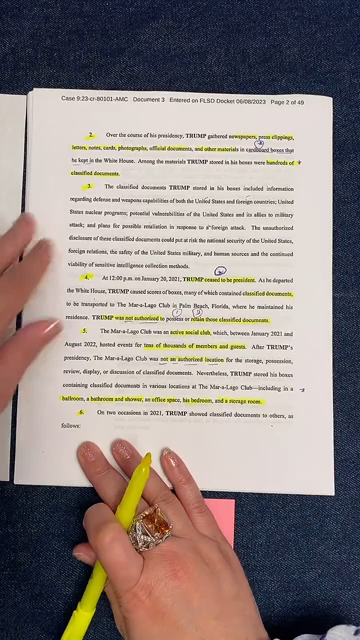 Case 9:23-cr-80101-AMC Document 3 Entered on FLSD Docket 06/08/2023 Page 2 of 49
2. Over the course of his presidency, TRUMP gathered newspapers, press clippings,
letters, notes, cards, photographs, official documents, and other materials in cardboard boxes that
he kept in the White House. Among the materials TRUMP stored in his boxes were hundreds of
classified documents.
3. The classified documents TRUMP stored in his boxes included information
regarding defense and weapons capabilities of both the United States and foreign countries; United
States nuclear programs; potential vulnerabilities of the United States and its allies to military
attack; and plans for possible retaliation in response to a foreign attack. The unauthorized
disclosure of these classified documents could put at risk the national security of the United States,
foreign relations, the safety of the United States military, and human sources and the continued
viability of sensitive intelligence collection methods.
4. At 12:00 p.m. on January 20, 2021, TRUMP ceased to be president. As he departed
the White House, TRUMP caused scores of boxes, many of which contained classified documents,
to be transported to The Mar-a-Lago Club in Palm Beach, Florida, where he maintained his
residence. TRUMP was not authorized to possess or retain those classified documents.
5. The Mar-a-Lago Club was an active social club, which, between January 2021 and
August 2022, hosted events for tens of thousands of members and guests. After TRUMP's
presidency, The Mar-a-Lago Club was not an authorized location for the storage, possession,
review, display, or discussion of classified documents. Nevertheless, TRUMP stored his boxes
containing classified documents in various locations at The Mar-a-Lago Club—including in a
ballroom, a bathroom and shower, an office space, his bedroom, and a storage room.
6. On two occasions in 2021, TRUMP showed classified documents to others, as
follows: